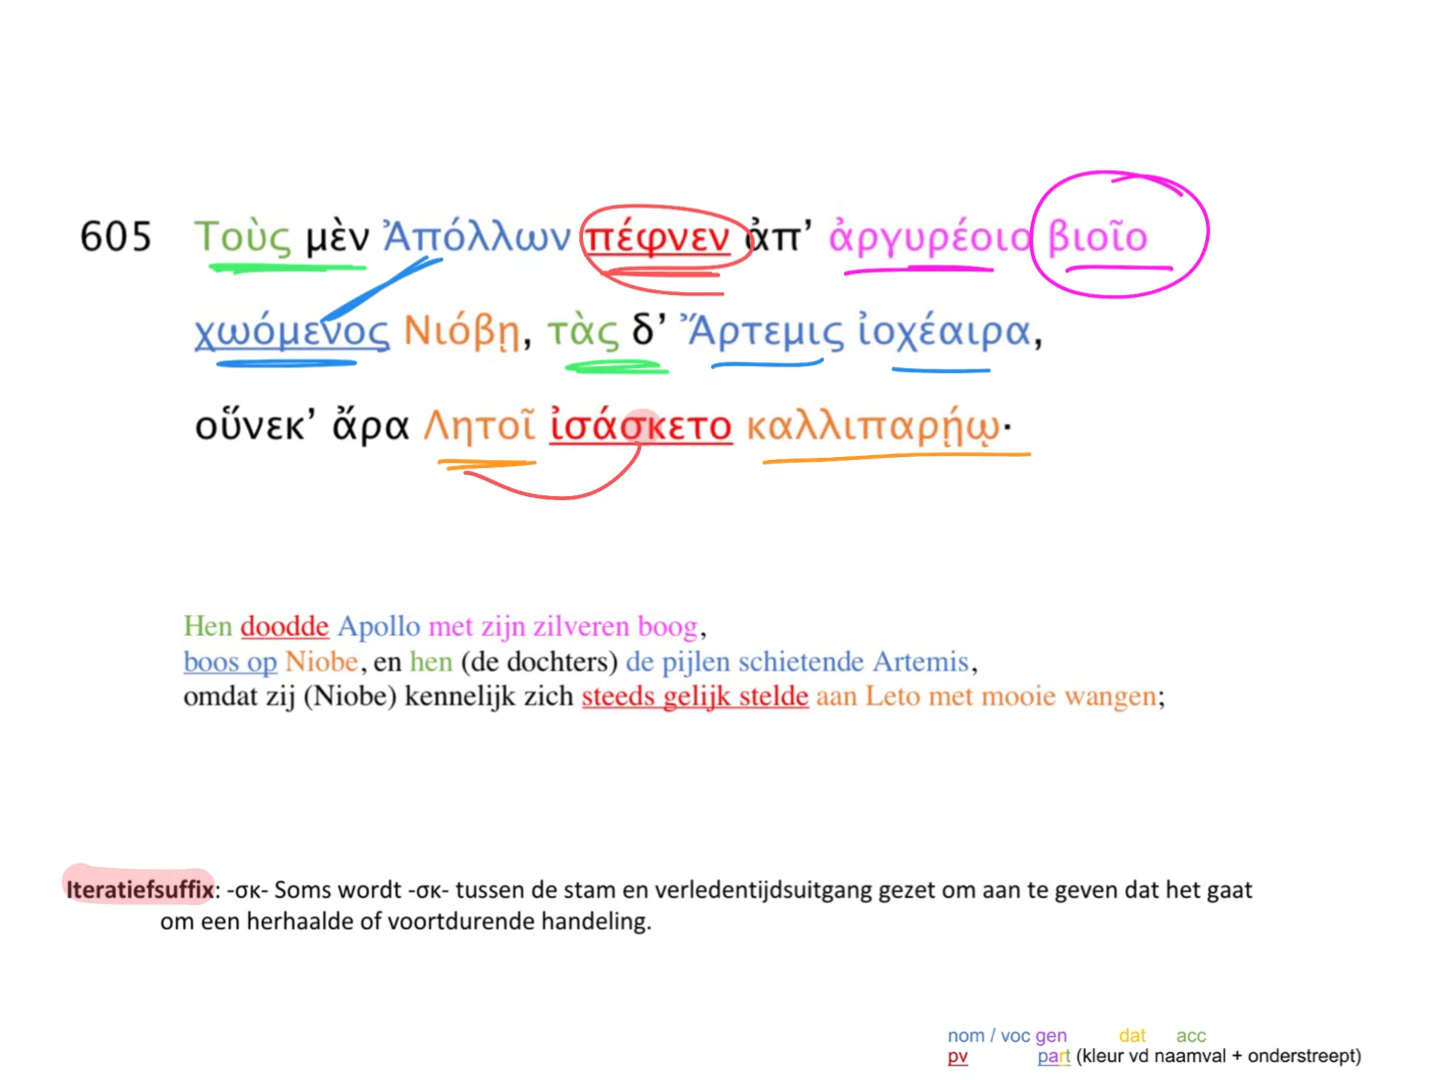 605 Τοὺς μὲν Ἀπόλλων πέφνεν ἀπ’ ἀργυρέοιο βιοῖο
χωόμενος Νιόβῃ, τὰς δ’ Ἄρτεμις ἰοχέαιρα,
οὕνεκ’ ἄρα Λητοῖ ἰσάσκετο καλλιπαρῄῳ·
Hen doodde Apollo met zijn zilveren boog,
boos op Niobe, en hen (de dochters) de pijlen schietende Artemis,
omdat zij (Niobe) kennelijk zich steeds gelijk stelde aan Leto met mooie wangen;
Iteratiefsuffix: -σκ- Soms wordt -σκ- tussen de stam en verledentijdsuitgang gezet om aan te geven dat het gaat
om een herhaalde of voortdurende handeling.
nom / voc gen dat acc
pv part (kleur vd naamval + onderstreept)